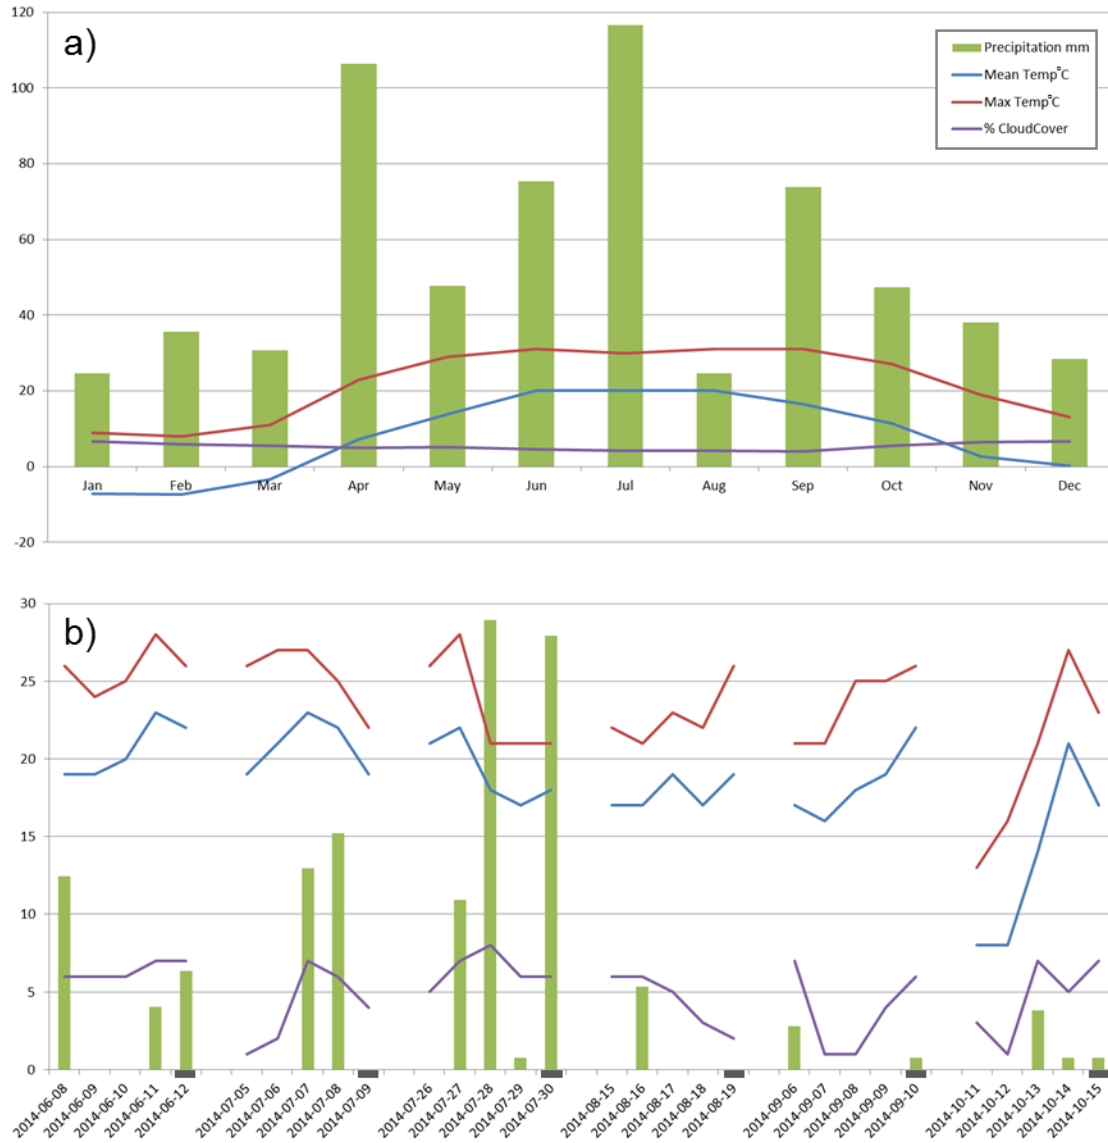 120
a)
Precipitation mm
Mean Temp°C
Max Temp°C
% CloudCover
100
80
60
40
20
0
Jan Feb Mar Apr May Jun Jul Aug Sep Oct Nov Dec
-20
30
b)
25
20
15
10
5
0
2014-06-08 2014-06-09 2014-06-10 2014-06-11 2014-06-12 2014-07-05 2014-07-06 2014-07-07 2014-07-08 2014-07-09 2014-07-26 2014-07-27 2014-07-28 2014-07-29 2014-07-30 2014-08-15 2014-08-16 2014-08-17 2014-08-18 2014-08-19 2014-09-06 2014-09-07 2014-09-08 2014-09-09 2014-09-10 2014-10-11 2014-10-12 2014-10-13 2014-10-14 2014-10-15